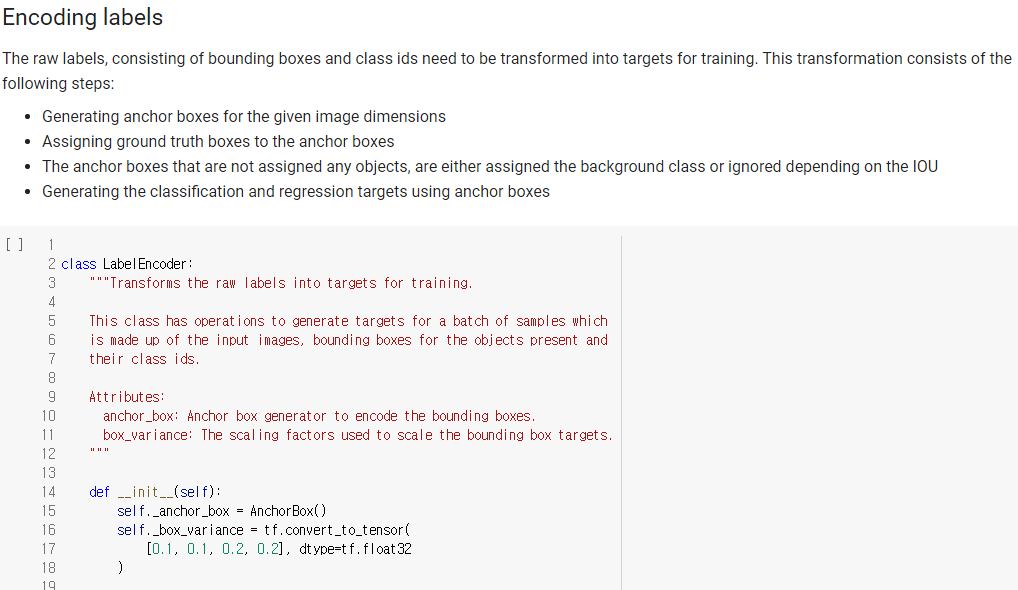 Encoding labels
The raw labels, consisting of bounding boxes and class ids need to be transformed into targets for training. This transformation consists of the
following steps:
• Generating anchor boxes for the given image dimensions
• Assigning ground truth boxes to the anchor boxes
• The anchor boxes that are not assigned any objects, are either assigned the background class or ignored depending on the IOU
• Generating the classification and regression targets using anchor boxes
[ ] 1
2 class LabelEncoder:
3     """Transforms the raw labels into targets for training.
4
5     This class has operations to generate targets for a batch of samples which
6     is made up of the input images, bounding boxes for the objects present and
7     their class ids.
8
9     Attributes:
10       anchor_box: Anchor box generator to encode the bounding boxes.
11       box_variance: The scaling factors used to scale the bounding box targets.
12     """
13
14     def __init__(self):
15         self._anchor_box = AnchorBox()
16         self._box_variance = tf.convert_to_tensor(
17             [0.1, 0.1, 0.2, 0.2], dtype=tf.float32
18         )
19